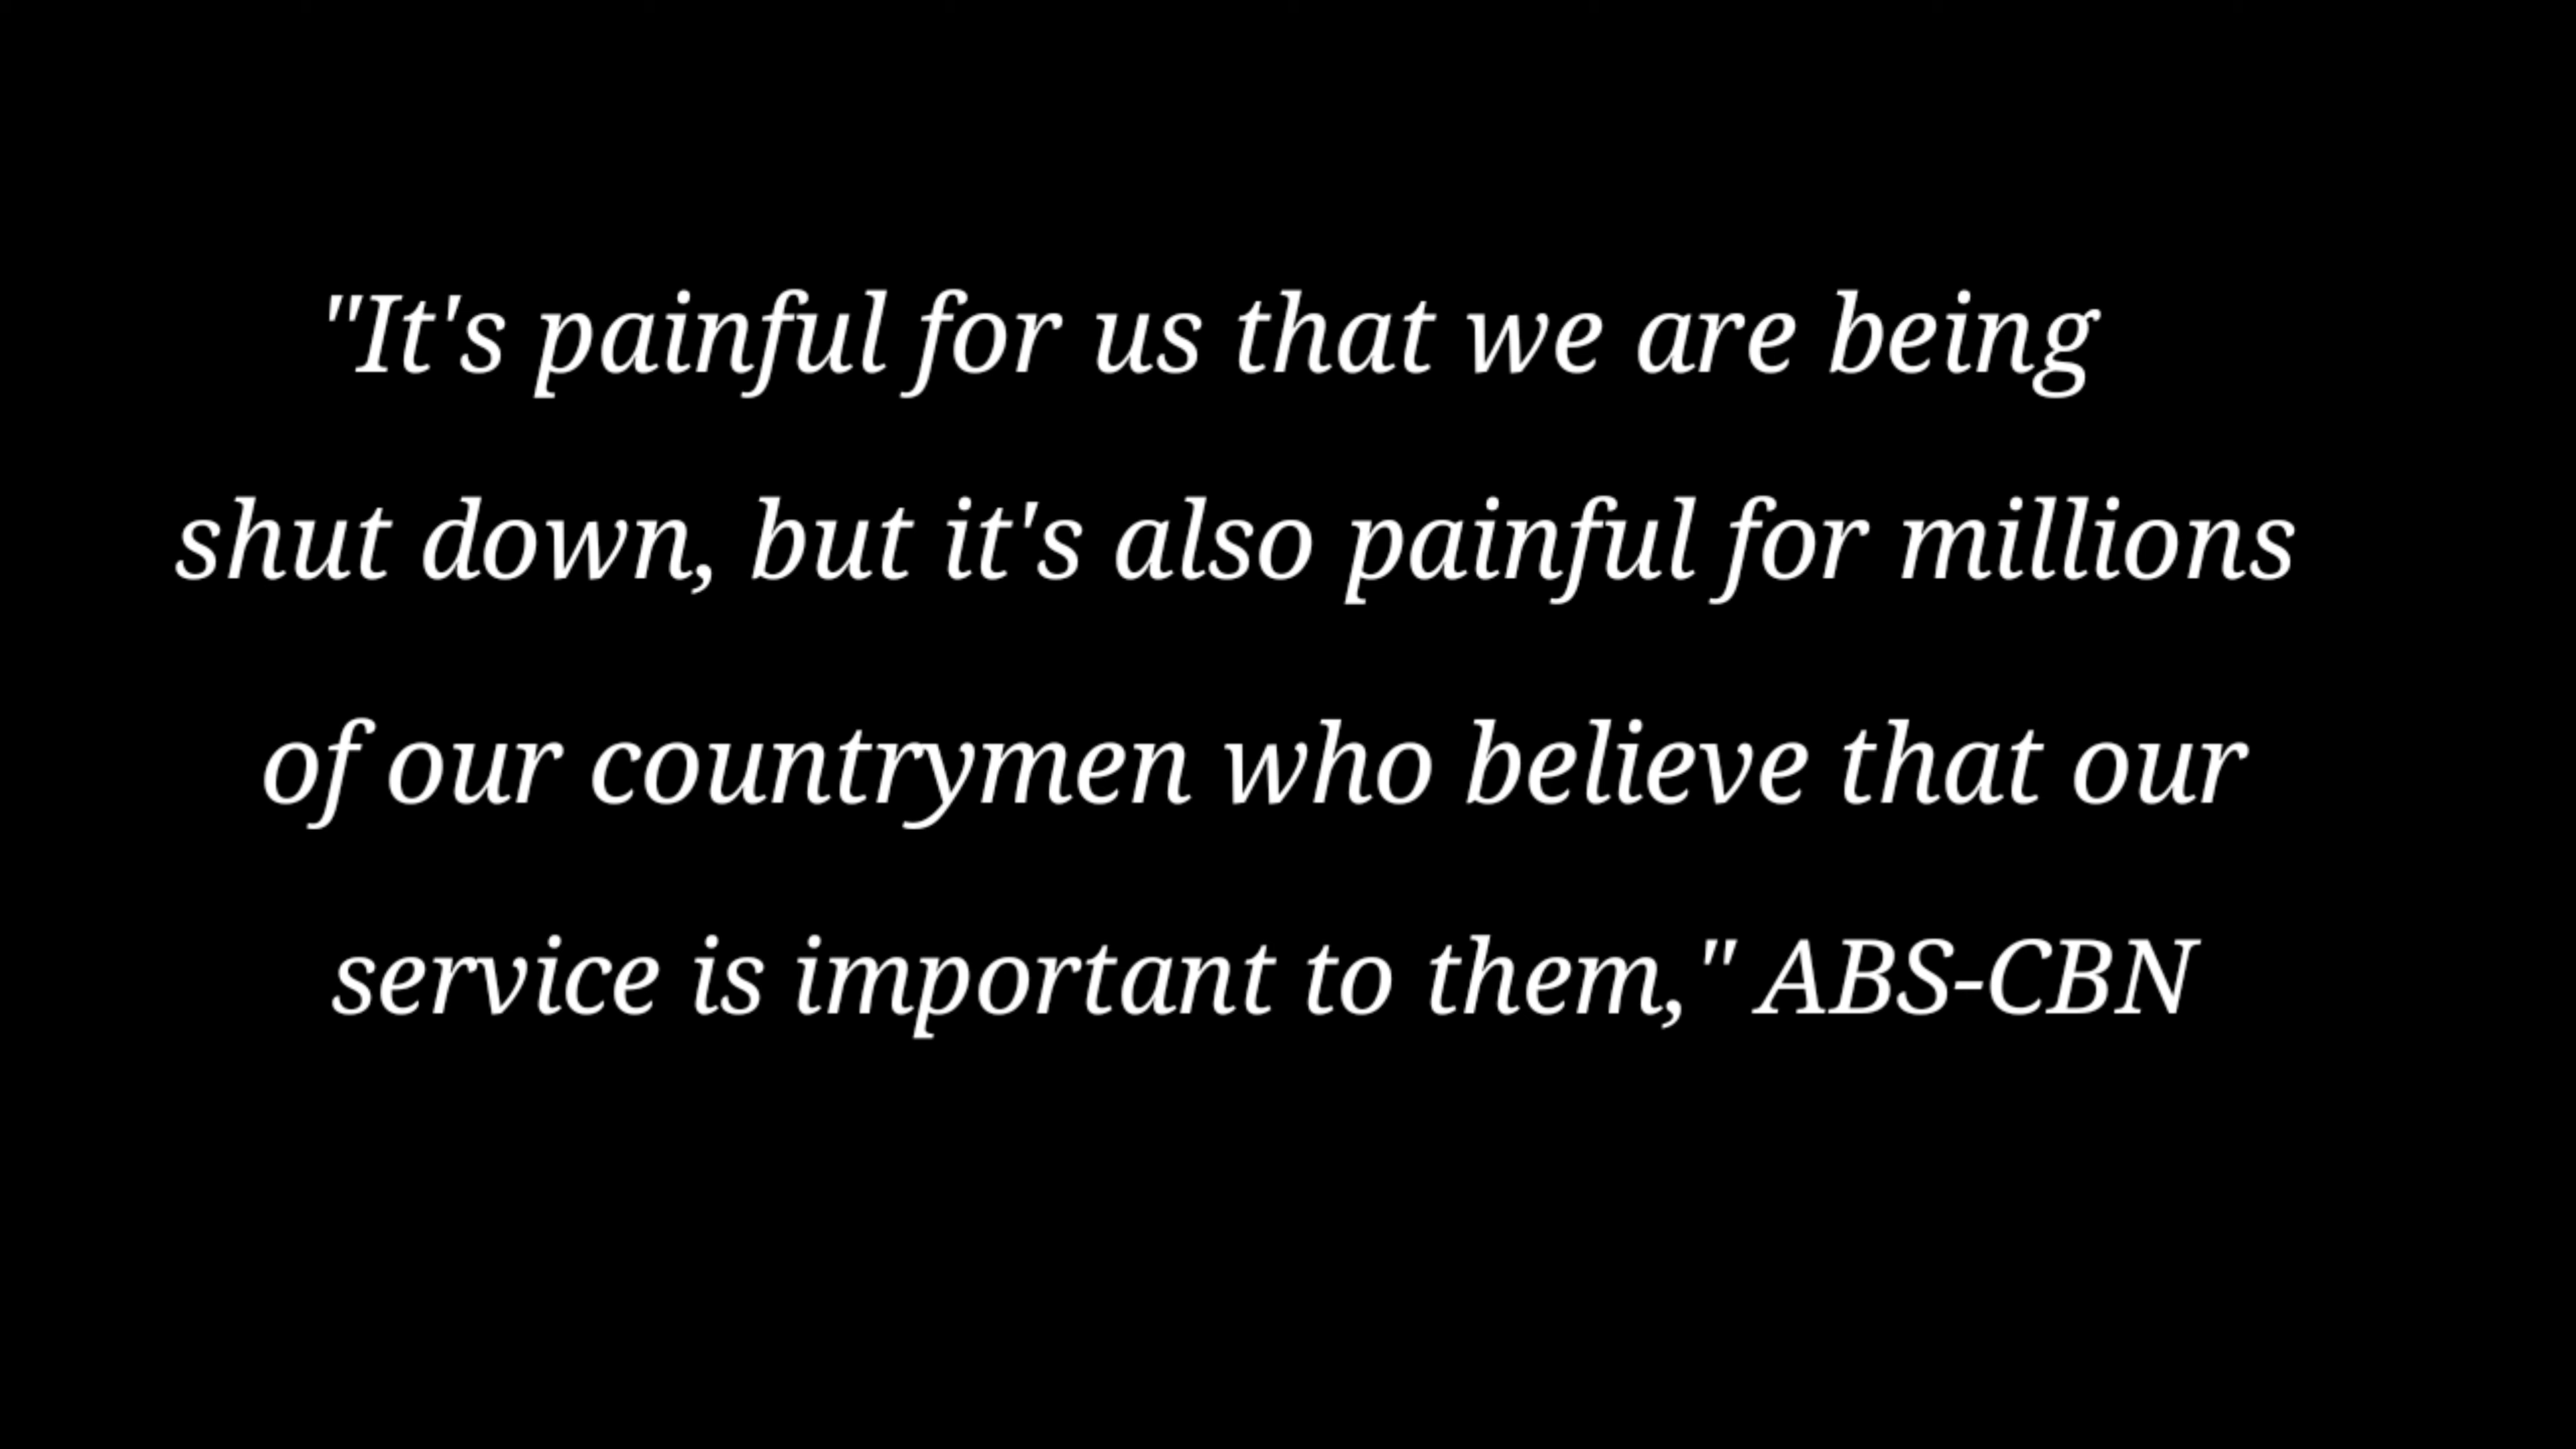 "It's painful for us that we are being
shut down, but it's also painful for millions
of our countrymen who believe that our
service is important to them," ABS-CBN